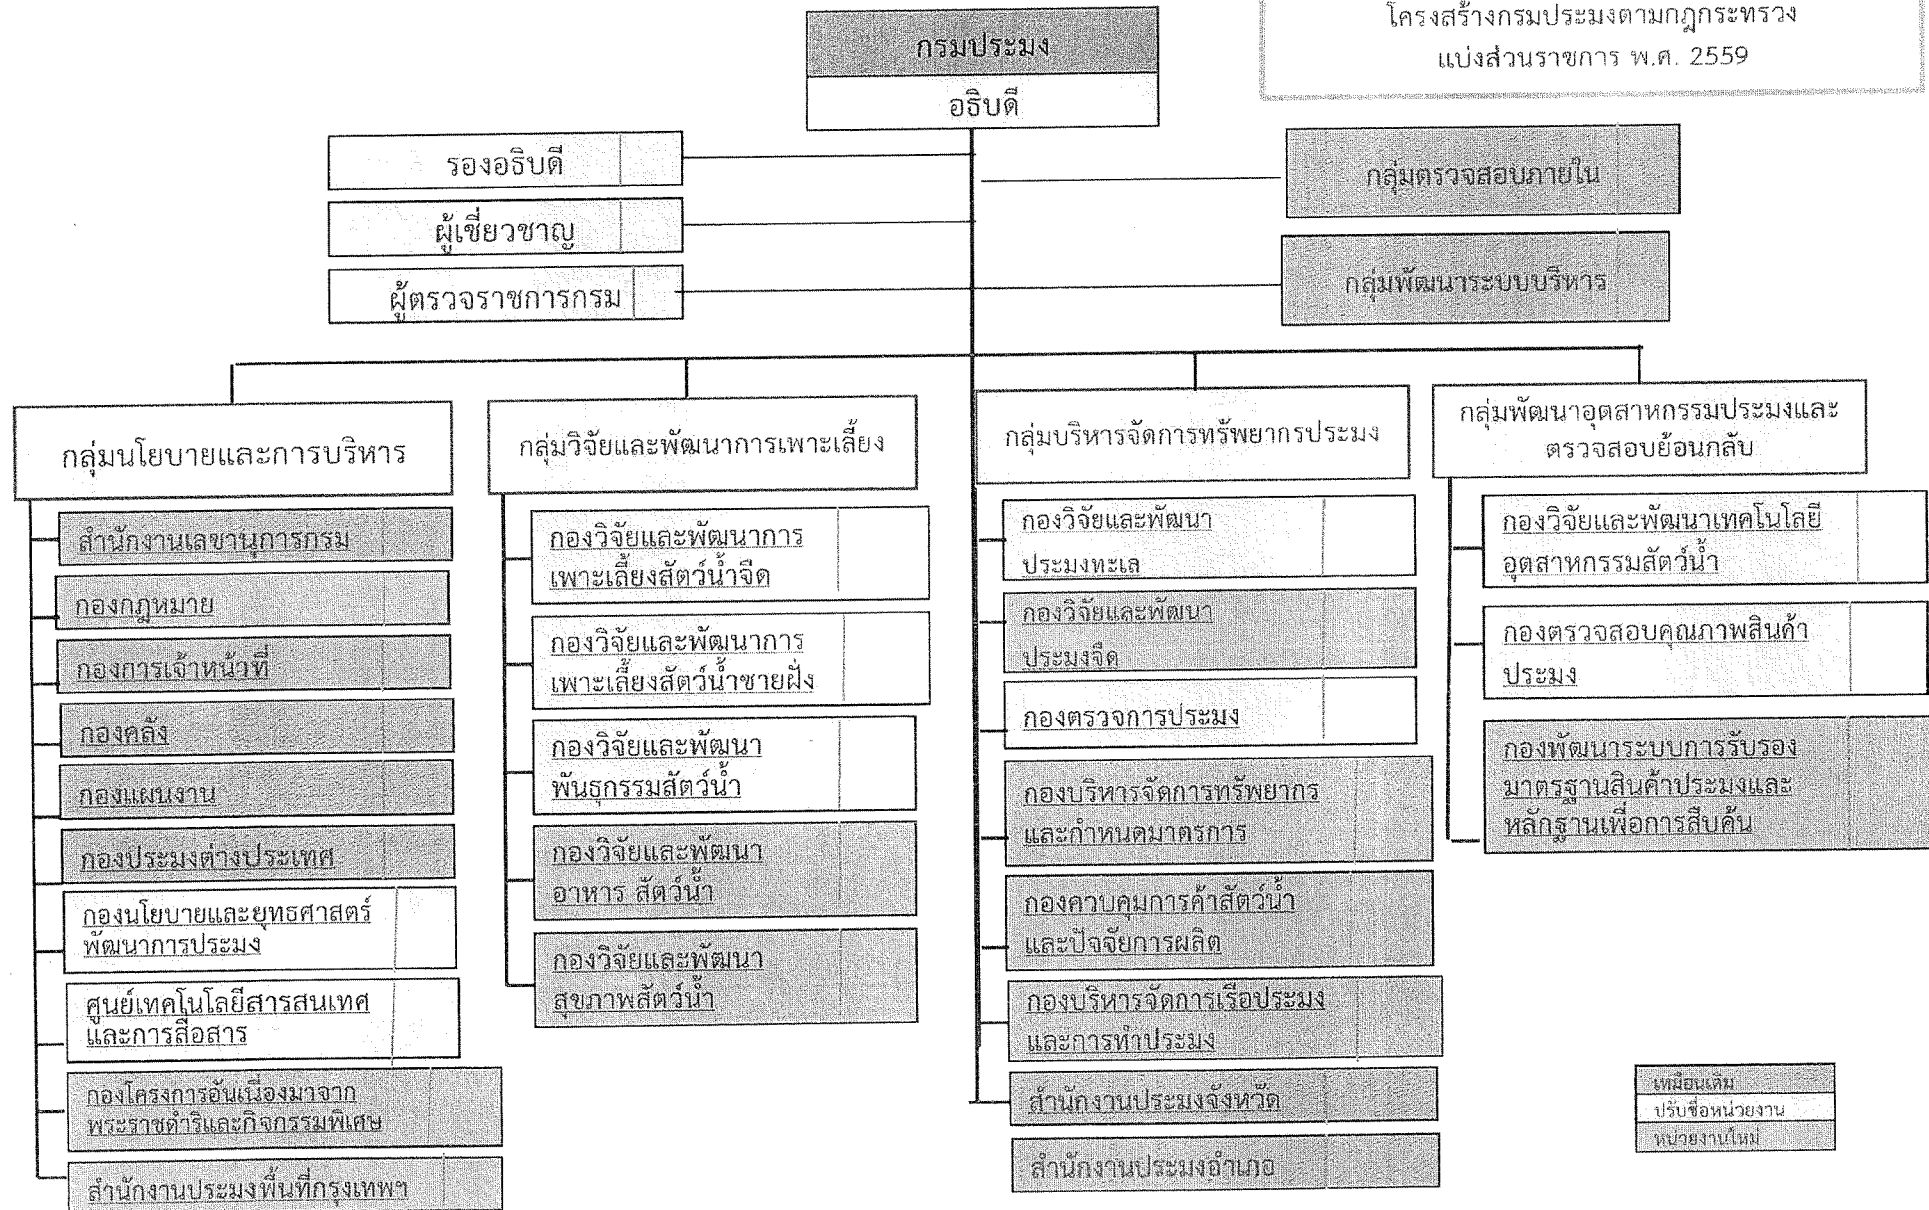 โครงสร้างกรมประมงตามกฎกระทรวง
แบ่งส่วนราชการ พ.ศ. 2559
กรมประมง
อธิบดี
รองอธิบดี
ผู้เชี่ยวชาญ
ผู้ตรวจราชการกรม
กลุ่มตรวจสอบภายใน
กลุ่มพัฒนาระบบบริหาร
กลุ่มนโยบายและการบริหาร
สำนักงานเลขานุการกรม
กองกฎหมาย
กองการเจ้าหน้าที่
กองคลัง
กองแผนงาน
กองประมงต่างประเทศ
กองนโยบายและยุทธศาสตร์
พัฒนาการประมง
ศูนย์เทคโนโลยีสารสนเทศ
และการสื่อสาร
กองโครงการอันเนื่องมาจาก
พระราชดำริและกิจกรรมพิเศษ
สำนักงานประมงพื้นที่กรุงเทพฯ
กลุ่มวิจัยและพัฒนาการเพาะเลี้ยง
กองวิจัยและพัฒนาการ
เพาะเลี้ยงสัตว์น้ำจืด
กองวิจัยและพัฒนาการ
เพาะเลี้ยงสัตว์น้ำชายฝั่ง
กองวิจัยและพัฒนา
พันธุกรรมสัตว์น้ำ
กองวิจัยและพัฒนา
อาหาร สัตว์น้ำ
กองวิจัยและพัฒนา
สุขภาพสัตว์น้ำ
กลุ่มบริหารจัดการทรัพยากรประมง
กองวิจัยและพัฒนา
ประมงทะเล
กองวิจัยและพัฒนา
ประมงจืด
กองตรวจการประมง
กองบริหารจัดการทรัพยากร
และกำหนดมาตรการ
กองควบคุมการค้าสัตว์น้ำ
และปัจจัยการผลิต
กองบริหารจัดการเรือประมง
และการทำประมง
สำนักงานประมงจังหวัด
สำนักงานประมงอำเภอ
กลุ่มพัฒนาอุตสาหกรรมประมงและ
ตรวจสอบย้อนกลับ
กองวิจัยและพัฒนาเทคโนโลยี
อุตสาหกรรมสัตว์น้ำ
กองตรวจสอบคุณภาพสินค้า
ประมง
กองพัฒนาระบบการรับรอง
มาตรฐานสินค้าประมงและ
หลักฐานเพื่อการสืบค้น
เหมือนเดิม
ปรับชื่อหน่วยงาน
หน่วยงานใหม่